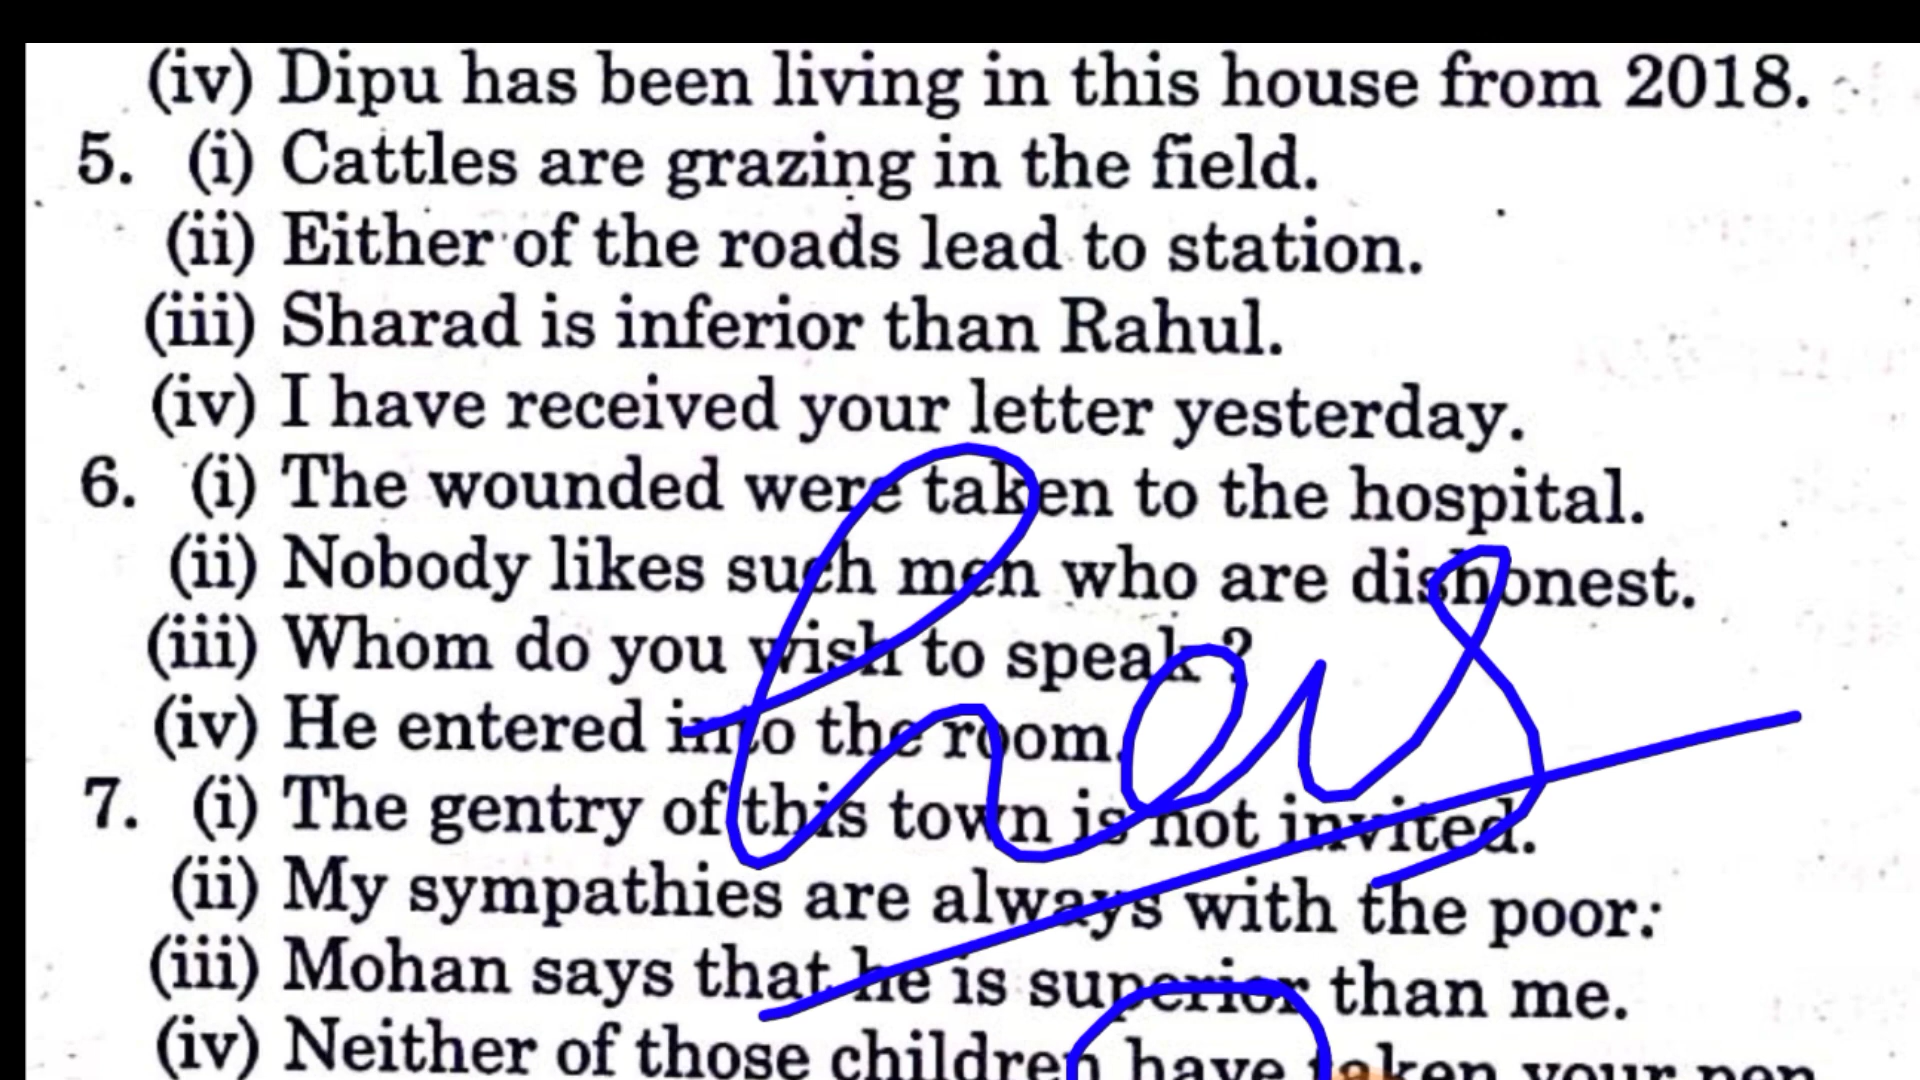 (iv) Dipu has been living in this house from 2018.
5. (i) Cattles are grazing in the field.
(ii) Either of the roads lead to station.
(iii) Sharad is inferior than Rahul.
(iv) I have received your letter yesterday.
6. (i) The wounded were taken to the hospital.
(ii) Nobody likes such men who are dishonest.
(iii) Whom do you wish to speak ?
(iv) He entered into the room.
7. (i) The gentry of this town is not invited.
(ii) My sympathies are always with the poor.
(iii) Mohan says that he is superior than me.
(iv) Neither of those children have taken your pen